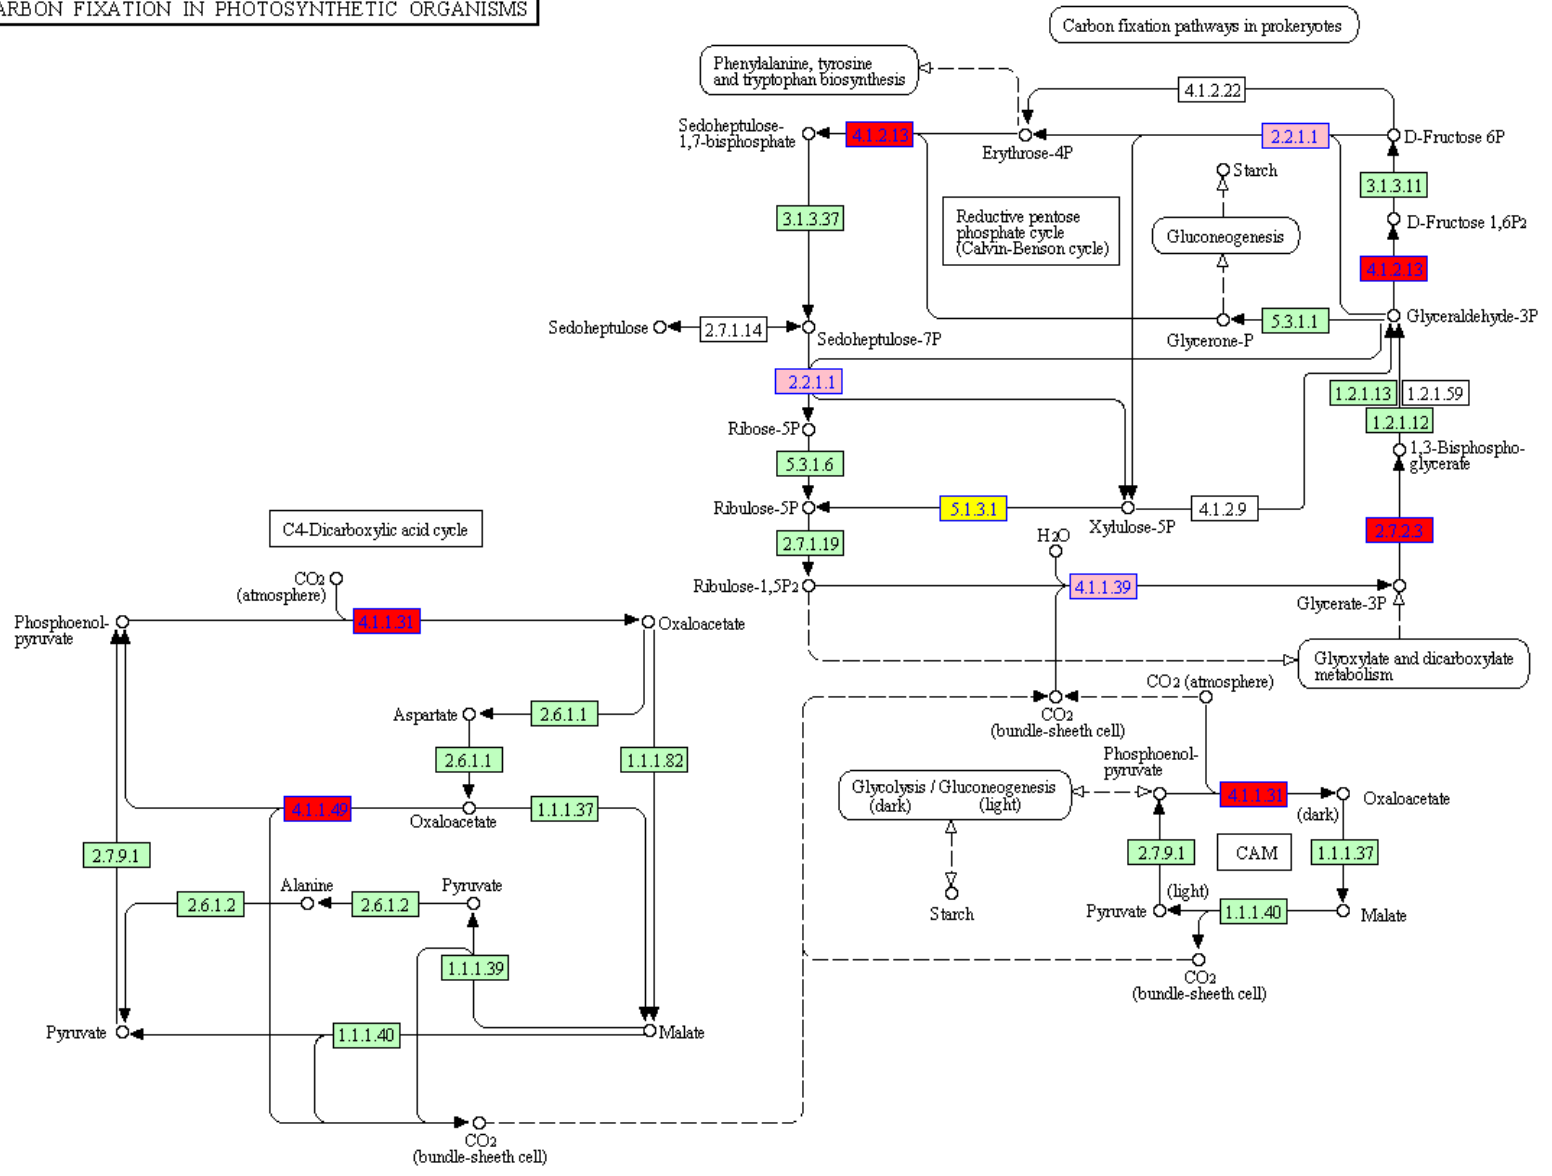 ARBON FIXATION IN PHOTOSYNTHETIC ORGANISMS
Carbon fixation pathways in prokeryotes
Phenylalanine, tyrosine
and tryptophan biosynthesis
4.1.2.22
Sedoheptulose-
1,7-bisphosphate
4.1.2.13
Erythrose-4P
2.2.1.1
D-Fructose 6P
Starch
3.1.3.11
3.1.3.37
Reductive pentose
phosphate cycle
(Calvin-Benson cycle)
Gluconeogenesis
D-Fructose 1,6P2
4.1.2.13
Sedoheptulose
2.7.1.14
Sedoheptulose-7P
Glycerone-P
5.3.1.1
Glyceraldehyde-3P
2.2.1.1
1.2.1.13
1.2.1.59
1.2.1.12
Ribose-5P
1,3-Bisphospho-
glycerate
5.3.1.6
Ribulose-5P
5.1.3.1
Xylulose-5P
4.1.2.9
C4-Dicarboxylic acid cycle
2.7.1.19
H2O
2.7.2.3
CO2
(atmosphere)
Ribulose-1,5P2
4.1.1.39
Glycerate-3P
Phosphoenol-
pyruvate
4.1.1.31
Oxaloacetate
Glyoxylate and dicarboxylate
metabolism
CO2 (atmosphere)
Aspartate
2.6.1.1
CO2
(bundle-sheeth cell)
2.6.1.1
1.1.1.82
Phosphoenol-
pyruvate
Glycolysis / Gluconeogenesis
(dark) (light)
4.1.1.31
Oxaloacetate
(dark)
4.1.1.49
Oxaloacetate
1.1.1.37
2.7.9.1
2.7.9.1
CAM
1.1.1.37
Alanine
Pyruvate
2.6.1.2
2.6.1.2
Starch
(light)
Pyruvate
1.1.1.40
Malate
1.1.1.39
CO2
(bundle-sheeth cell)
Pyruvate
1.1.1.40
Malate
CO2
(bundle-sheeth cell)